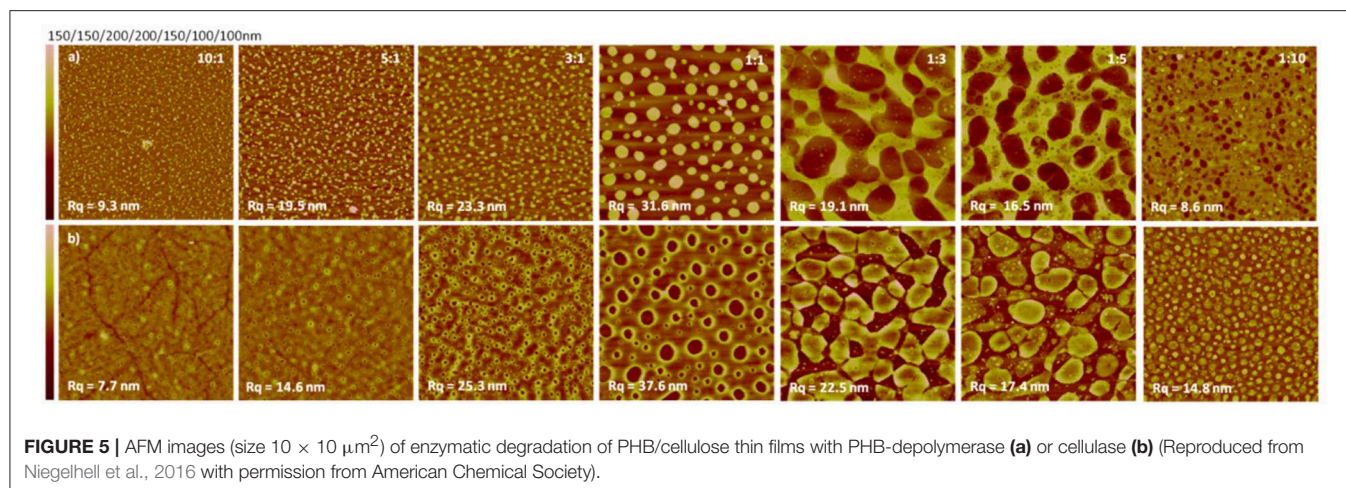 150/150/200/200/150/100/100nm
a) 10:1 5:1 3:1 1:1 1:3 1:5 1:10
Rq = 9.3 nm Rq = 19.5 nm Rq = 23.3 nm Rq = 31.6 nm Rq = 19.1 nm Rq = 16.5 nm Rq = 8.6 nm
b)
Rq = 7.7 nm Rq = 14.6 nm Rq = 25.3 nm Rq = 37.6 nm Rq = 22.5 nm Rq = 17.4 nm Rq = 14.8 nm
FIGURE 5 | AFM images (size 10 × 10 μm²) of enzymatic degradation of PHB/cellulose thin films with PHB-depolymerase (a) or cellulase (b) (Reproduced from
Niegelhell et al., 2016 with permission from American Chemical Society).